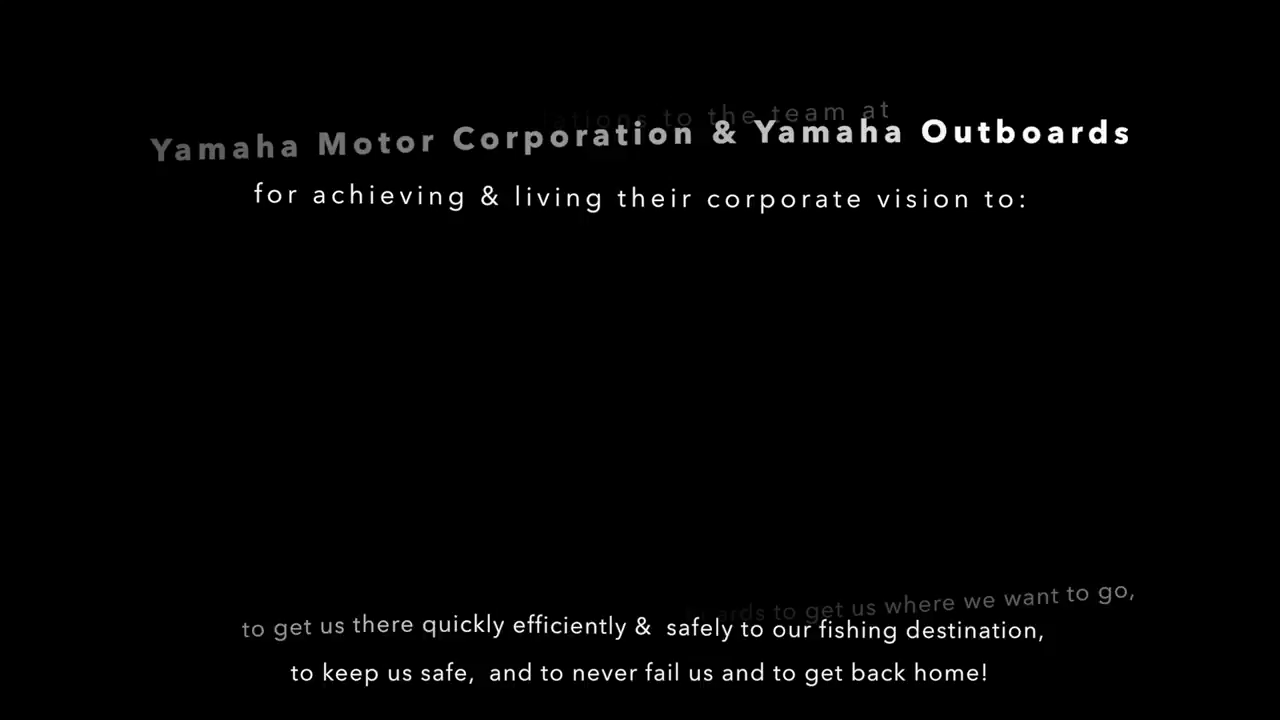 to the team at
Yamaha Motor Corporation & Yamaha Outboards
for achieving & living their corporate vision to:
to get us where we want to go,
to get us there quickly efficiently & safely to our fishing destination,
to keep us safe, and to never fail us and to get back home!